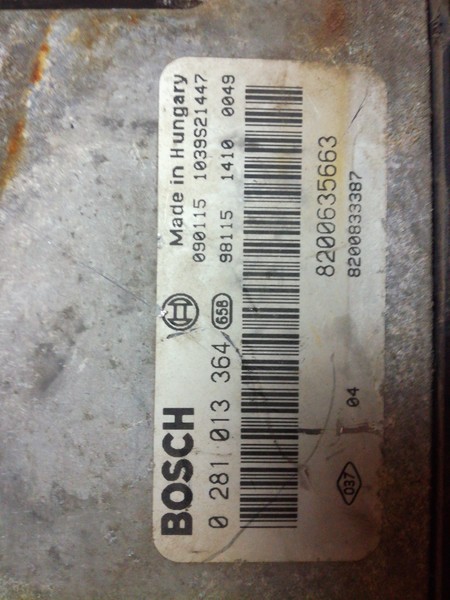 BOSCH
Made in Hungary
090115 1039S21447
0 281 013 364 658 98115 1410 0049
8200635663
037 04 8200833387